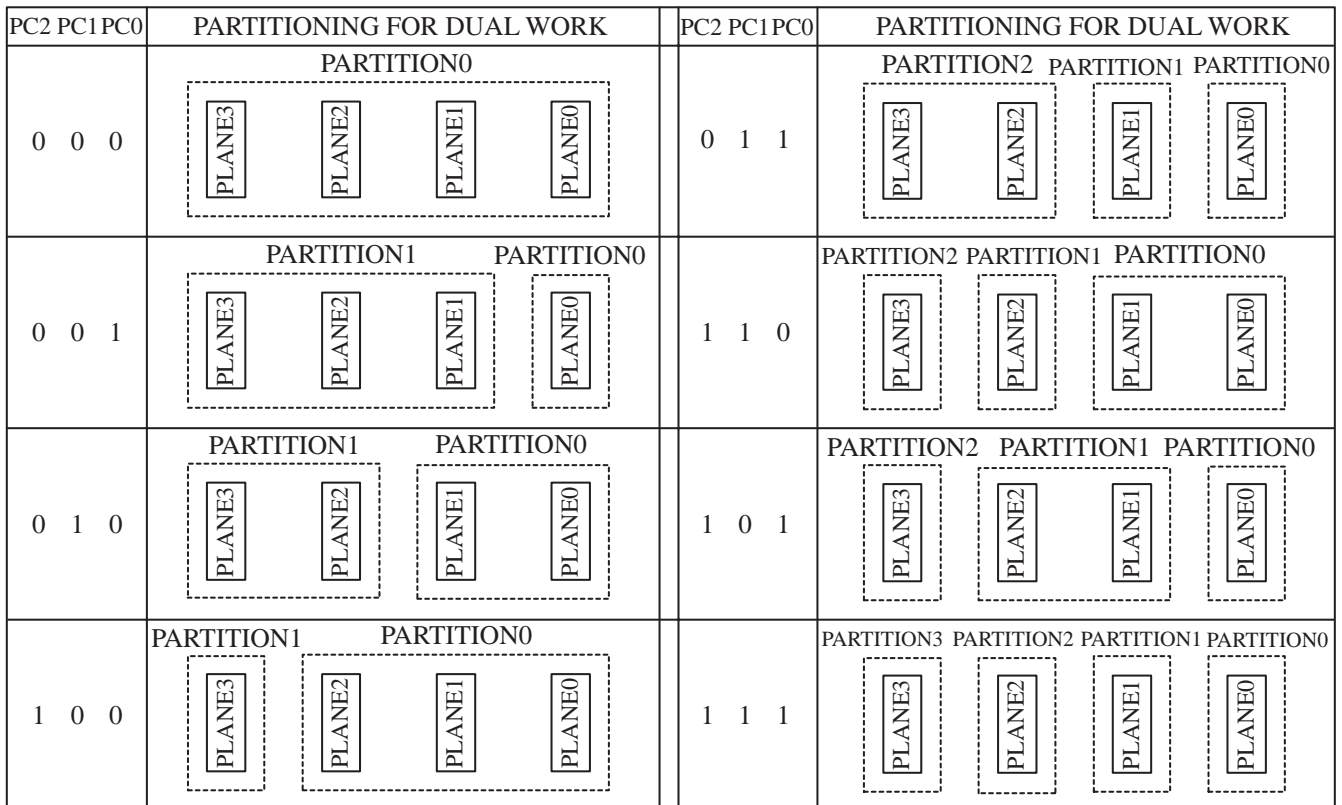 PC2 PC1PC0 PARTITIONING FOR DUAL WORK PC2 PC1PC0 PARTITIONING FOR DUAL WORK
0 0 0
PARTITION0
PLANE3 PLANE2 PLANE1 PLANE0
0 1 1
PARTITION2 PARTITION1 PARTITION0
PLANE3 PLANE2 PLANE1 PLANE0
0 0 1
PARTITION1 PARTITION0
PLANE3 PLANE2 PLANE1 PLANE0
1 1 0
PARTITION2 PARTITION1 PARTITION0
PLANE3 PLANE2 PLANE1 PLANE0
0 1 0
PARTITION1 PARTITION0
PLANE3 PLANE2 PLANE1 PLANE0
1 0 1
PARTITION2 PARTITION1 PARTITION0
PLANE3 PLANE2 PLANE1 PLANE0
1 0 0
PARTITION1 PARTITION0
PLANE3 PLANE2 PLANE1 PLANE0
1 1 1
PARTITION3 PARTITION2 PARTITION1 PARTITION0
PLANE3 PLANE2 PLANE1 PLANE0